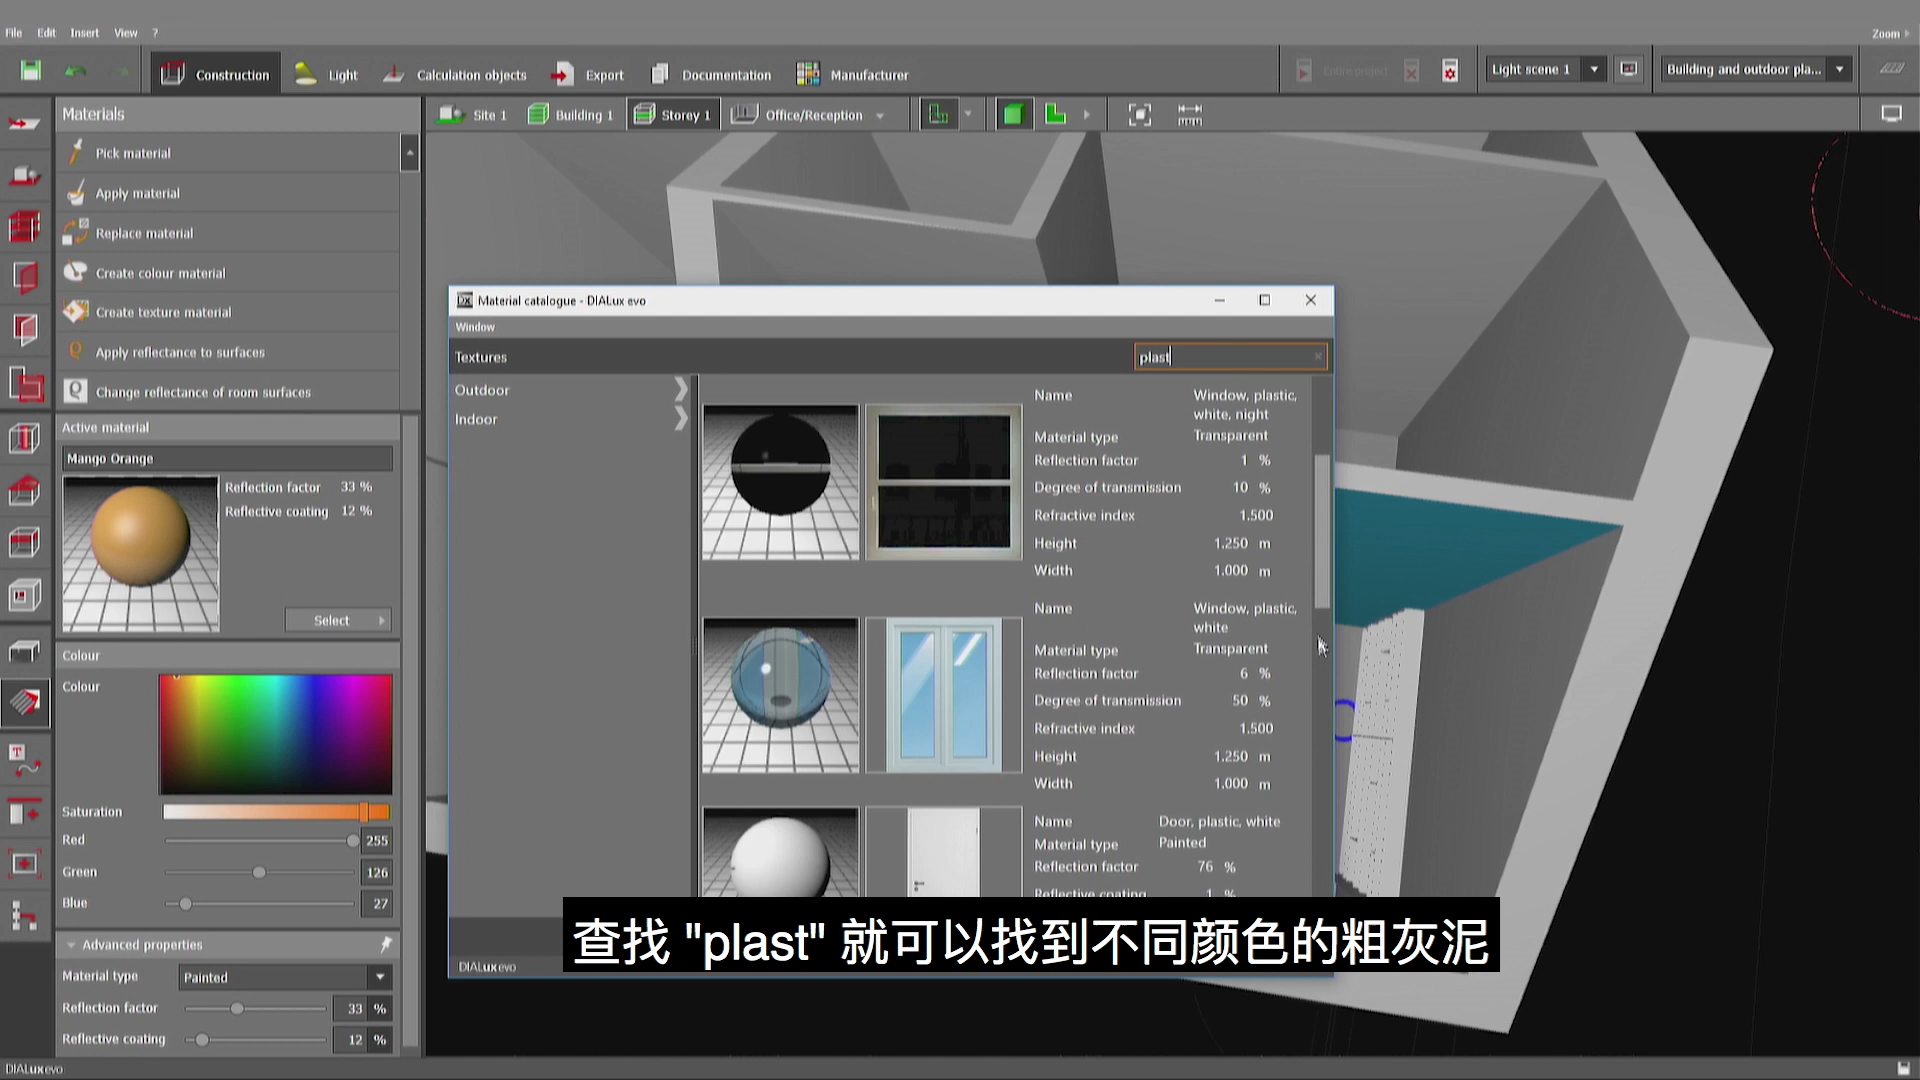 File Edit Insert View ?
Zoom
Construction Light Calculation objects Export Documentation Manufacturer
Entire project
Light scene 1
Building and outdoor pla...
Materials
Site 1 Building 1 Storey 1 Office/Reception
Pick material
Apply material
Replace material
Create colour material
Create texture material
Apply reflectance to surfaces
Change reflectance of room surfaces
Active material
Mango Orange
Reflection factor 33 %
Reflective coating 12 %
Select
Colour
Colour
Saturation
Red 255
Green 126
Blue 27
Advanced properties
Material type Painted
Reflection factor 33 %
Reflective coating 12 %
DIALux evo
Material catalogue - DIALux evo
Window
Textures
plast
Outdoor
Indoor
Name Window, plastic,
white, night
Material type Transparent
Reflection factor 1 %
Degree of transmission 10 %
Refractive index 1.500
Height 1.250 m
Width 1.000 m
Name Window, plastic,
white
Material type Transparent
Reflection factor 6 %
Degree of transmission 50 %
Refractive index 1.500
Height 1.250 m
Width 1.000 m
Name Door, plastic, white
Material type Painted
Reflection factor 76 %
Reflective coating 1 %
DIALux evo
查找 "plast" 就可以找到不同颜色的粗灰泥